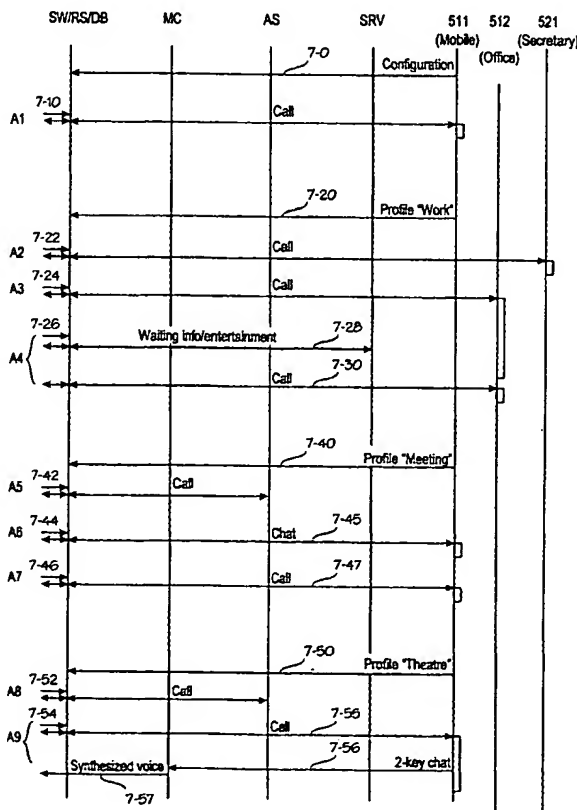 SW/RS/DB MC AS SRV 511 512 521
(Mobile) (Secretary)
(Office)
7-0 Configuration
7-10
A1 Call
7-20 Profile "Work"
7-22
A2 Call
7-24
A3 Call
7-26
Waiting info/entertainment 7-28
A4
7-30
Call
7-40 Profile "Meeting"
7-42
A5 Call
7-44
A6 Chat 7-45
7-46
A7 Call 7-47
7-50 Profile "Theatre"
7-52
A8 Call
7-54
A9 Call 7-55
7-56 2-key chat
Synthesized voice
7-57